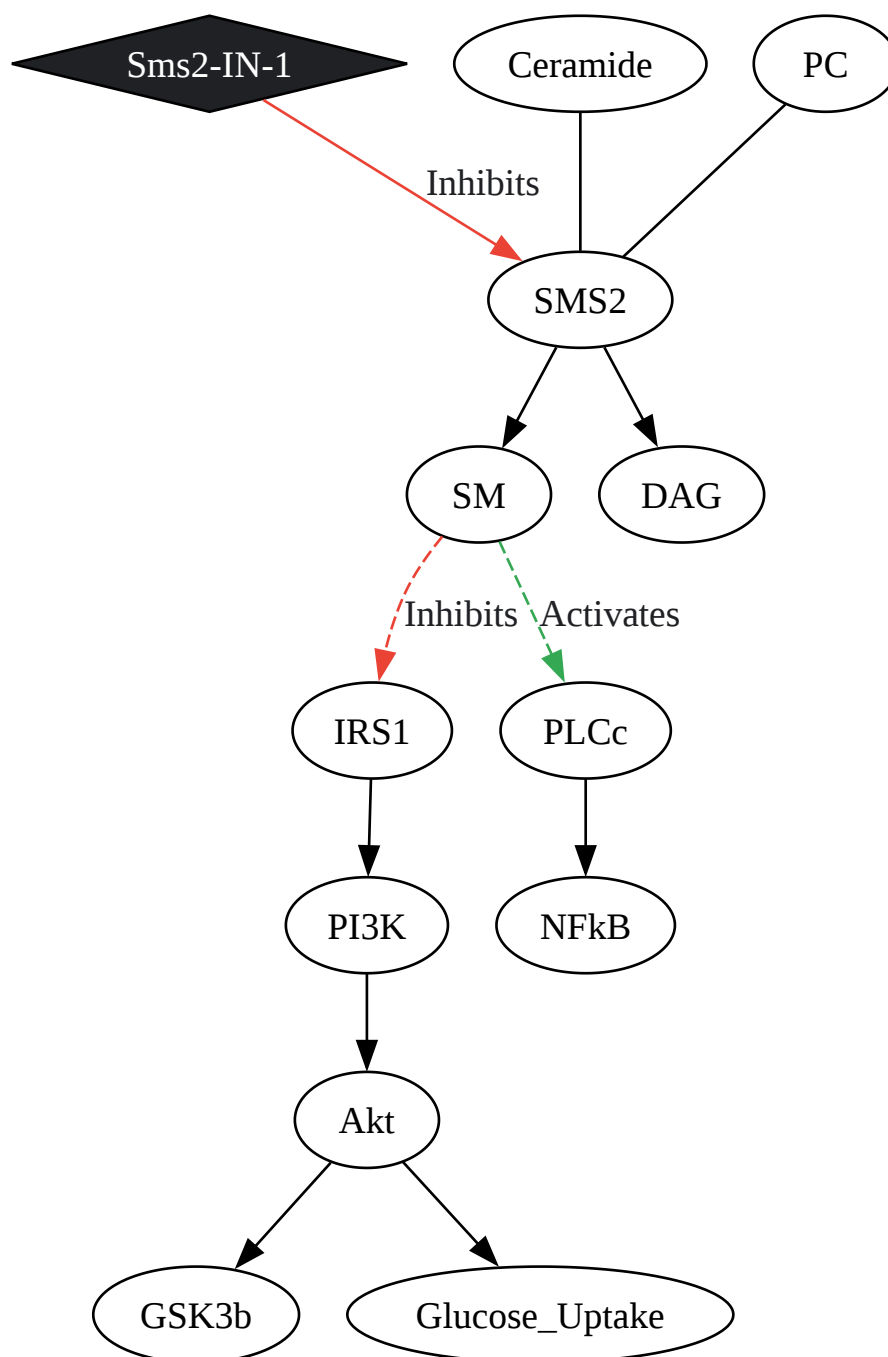 Sms2-IN-1
Ceramide
PC
Inhibits
SMS2
SM
DAG
Inhibits
Activates
IRS1
PLCc
PI3K
NFkB
Akt
GSK3b
Glucose_Uptake